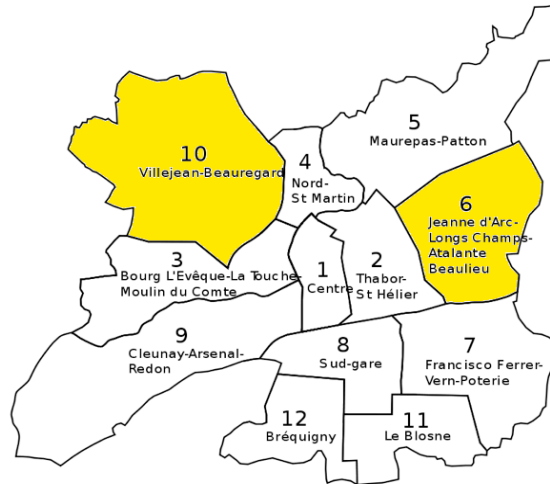 5
Maurepas-Patton
10
Villejean-Beauregard
4
Nord-
St Martin
6
Jeanne d'Arc-
Longs Champs-
Atalante
Beaulieu
3
Bourg L'Evêque-La Touche-
Moulin du Comte
1
Centre
2
Thabor-
St Hélier
9
Cleunay-Arsenal-
Redon
8
Sud-gare
7
Francisco Ferrer-
Vern-Poterie
12
Bréquigny
11
Le Blosne